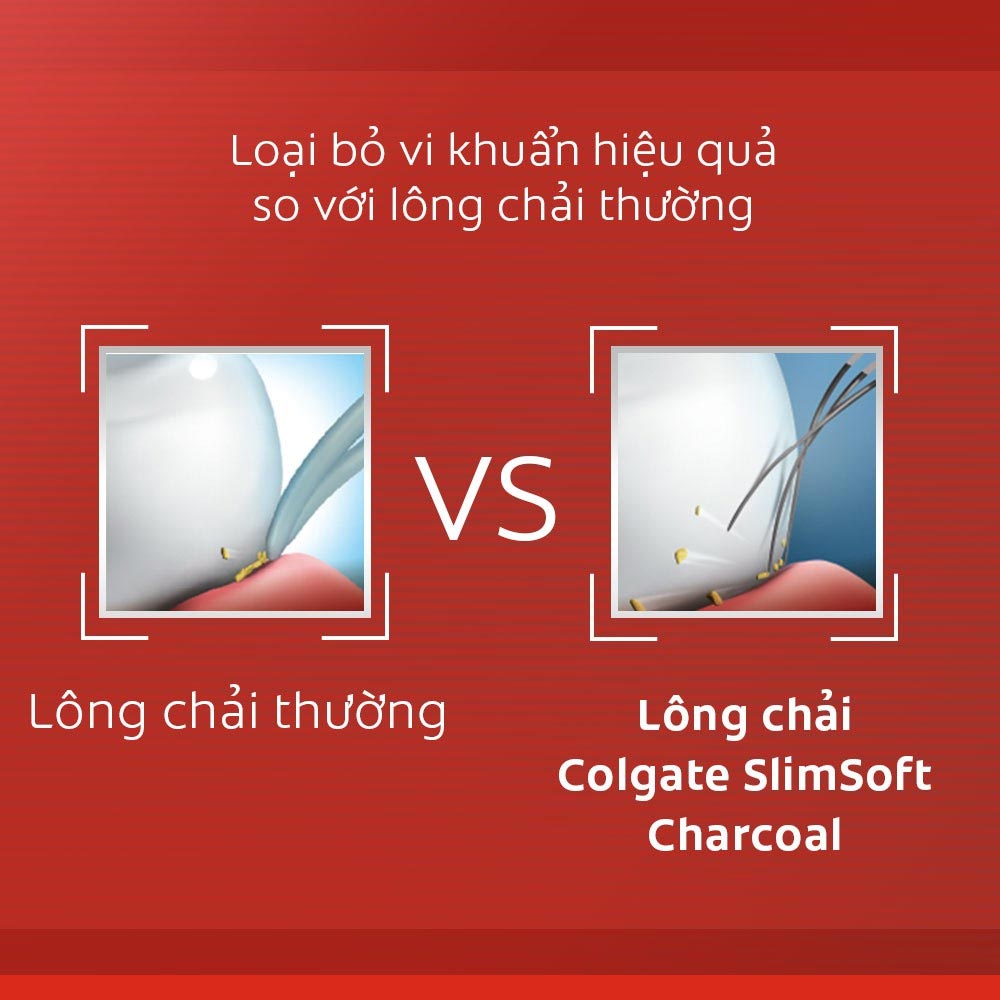 Loại bỏ vi khuẩn hiệu quả
so với lông chải thường
VS
Lông chải thường
Lông chải
Colgate SlimSoft
Charcoal